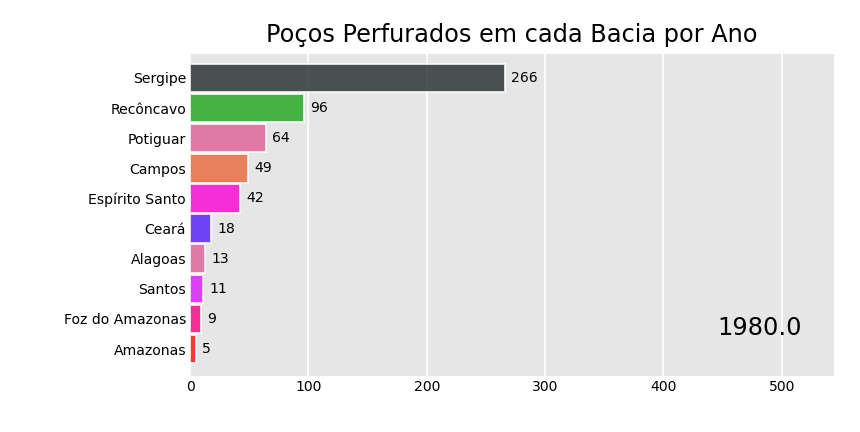 Poços Perfurados em cada Bacia por Ano
Sergipe 266
Recôncavo 96
Potiguar 64
Campos 49
Espírito Santo 42
Ceará 18
Alagoas 13
Santos 11
Foz do Amazonas 9
1980.0
Amazonas 5
0 100 200 300 400 500